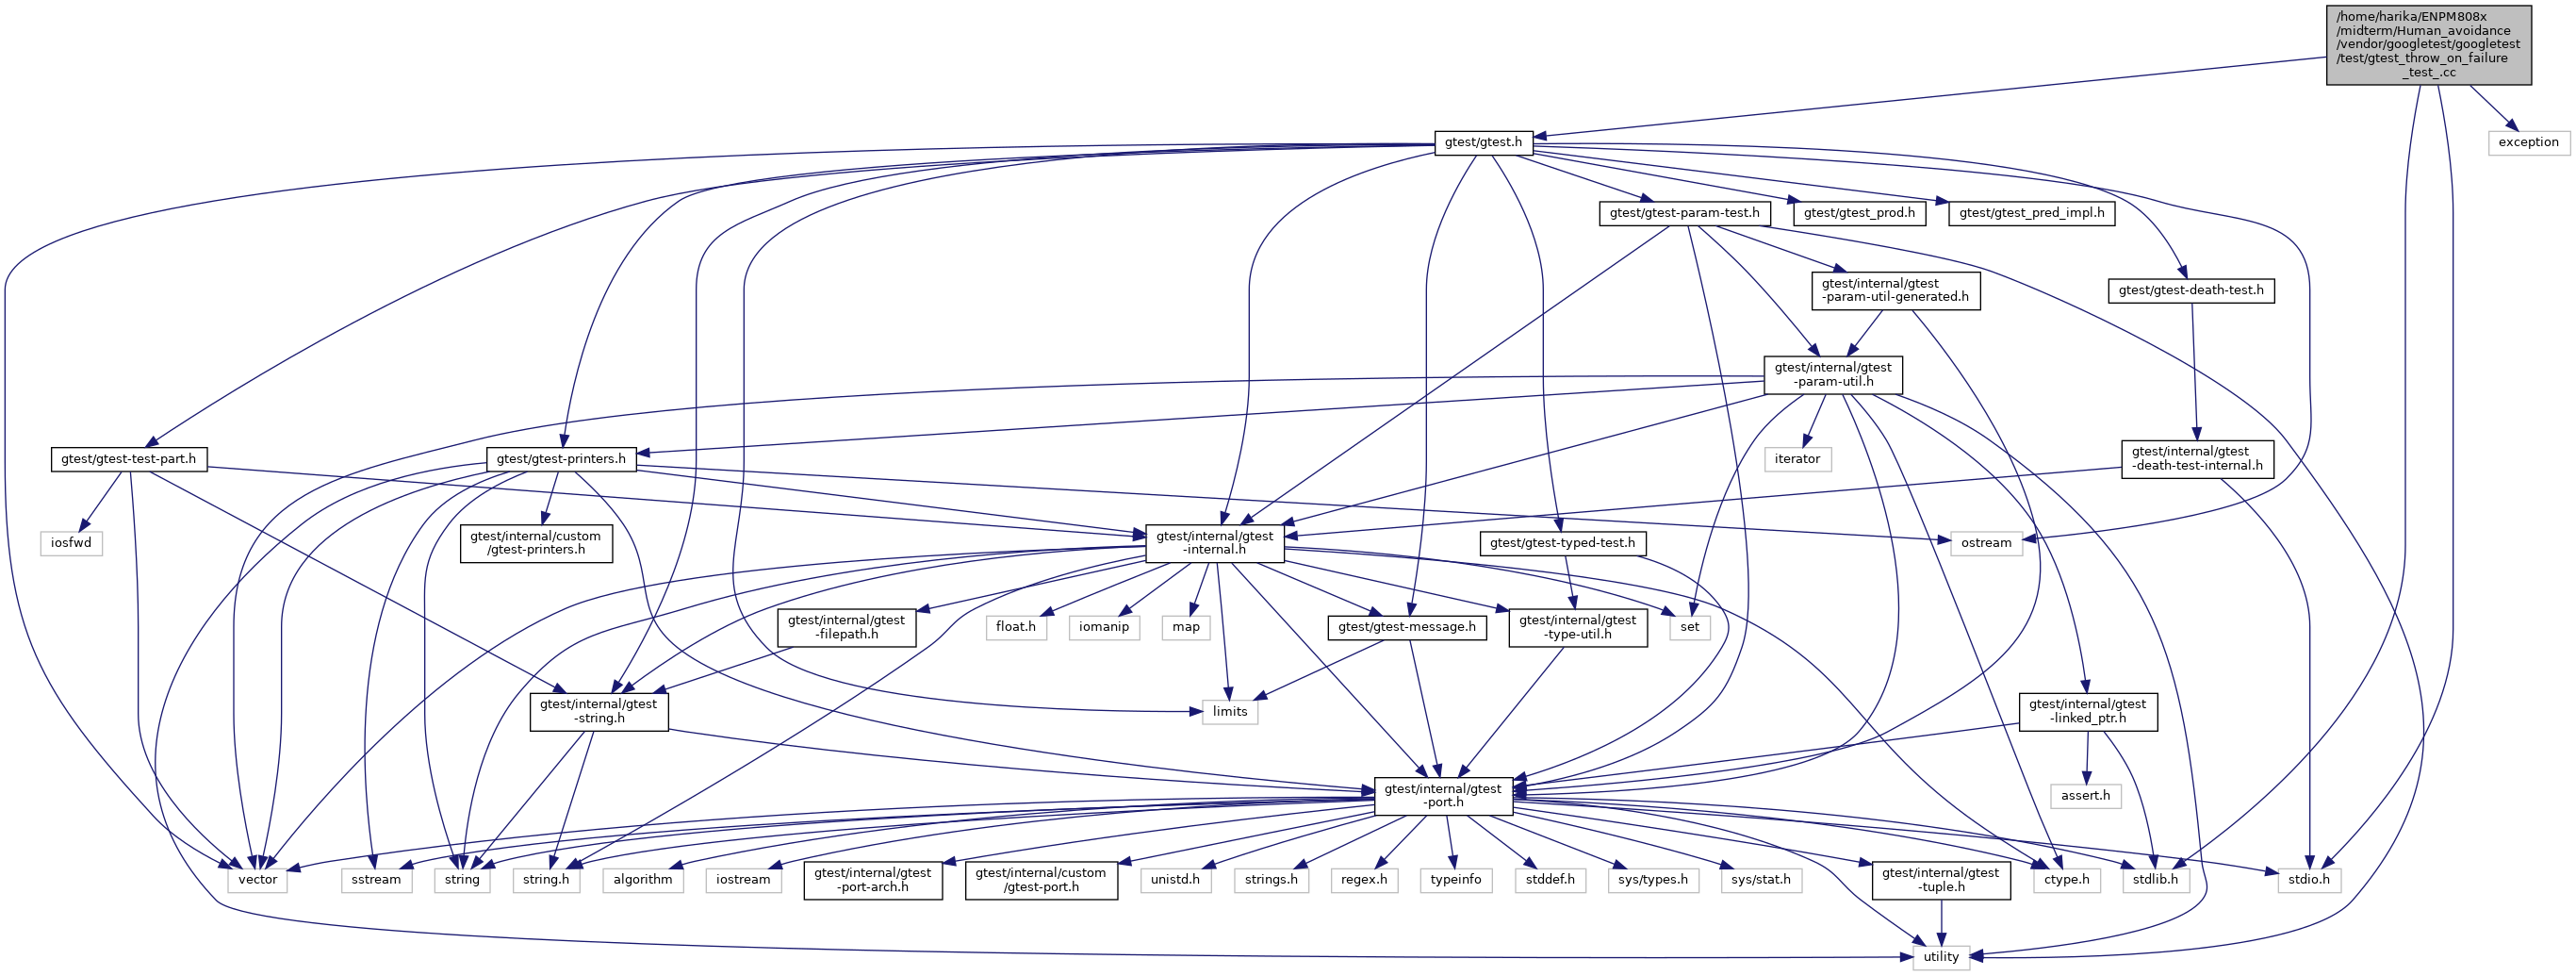 /home/harika/ENPM808x
/midterm/Human_avoidance
/vendor/googletest/googletest
/test/gtest_throw_on_failure
_test_.cc
gtest/gtest.h
exception
gtest/gtest-param-test.h
gtest/gtest_prod.h
gtest/gtest_pred_impl.h
gtest/internal/gtest
-param-util-generated.h
gtest/gtest-death-test.h
gtest/internal/gtest
-param-util.h
gtest/gtest-test-part.h
gtest/gtest-printers.h
iterator
gtest/internal/gtest
-death-test-internal.h
iosfwd
gtest/internal/custom
/gtest-printers.h
gtest/internal/gtest
-internal.h
gtest/gtest-typed-test.h
ostream
gtest/internal/gtest
-filepath.h
float.h
iomanip
map
gtest/gtest-message.h
gtest/internal/gtest
-type-util.h
set
gtest/internal/gtest
-string.h
limits
gtest/internal/gtest
-linked_ptr.h
gtest/internal/gtest
-port.h
assert.h
vector
sstream
string
string.h
algorithm
iostream
gtest/internal/gtest
-port-arch.h
gtest/internal/custom
/gtest-port.h
unistd.h
strings.h
regex.h
typeinfo
stddef.h
sys/types.h
sys/stat.h
gtest/internal/gtest
-tuple.h
ctype.h
stdlib.h
stdio.h
utility